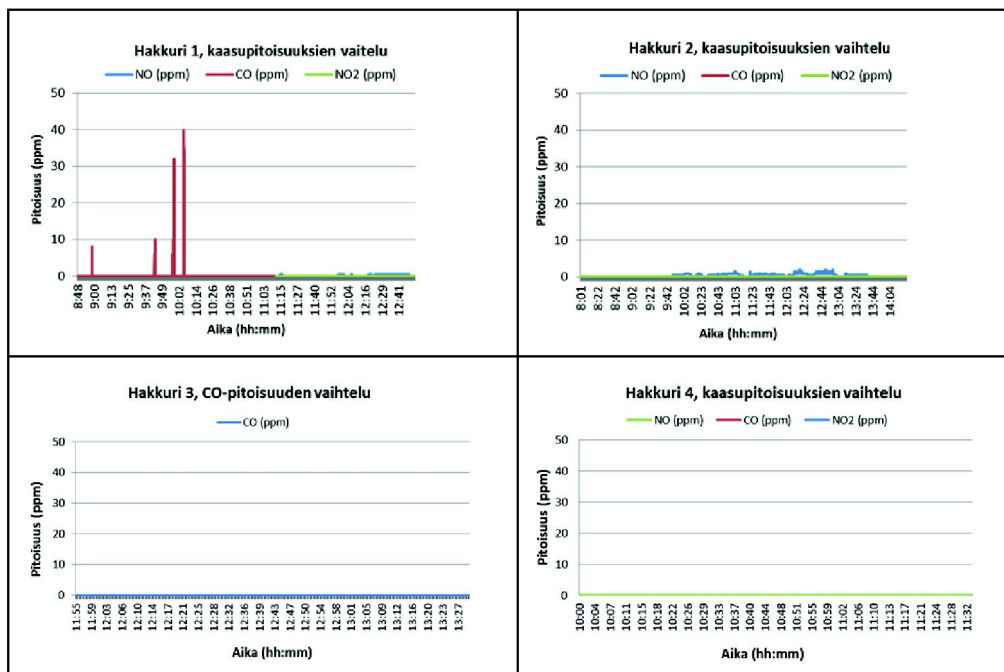 Hakkuri 1, kaasupitoisuuksien vaitelu
NO (ppm) CO (ppm) NO2 (ppm)
50
40
30
20
10
0
Pitoisuus (ppm)
8:48 9:00 9:13 9:25 9:37 9:49 10:02 10:14 10:26 10:38 10:51 11:03 11:15 11:27 11:40 11:52 12:04 12:16 12:29 12:41
Aika (hh:mm)
Hakkuri 2, kaasupitoisuuksien vaihtelu
NO (ppm) CO (ppm) NO2 (ppm)
50
40
30
20
10
0
Pitoisuus (ppm)
8:01 8:22 8:42 9:02 9:22 9:42 10:02 10:23 10:43 11:03 11:23 11:43 12:03 12:24 12:44 13:04 13:24 13:44 14:04
Aika (hh:mm)
Hakkuri 3, CO-pitoisuuden vaihtelu
CO (ppm)
50
40
30
20
10
0
Pitoisuus (ppm)
11:55 11:59 12:03 12:06 12:10 12:14 12:17 12:21 12:25 12:28 12:32 12:36 12:39 12:43 12:47 12:50 12:54 12:58 13:01 13:05 13:09 13:12 13:16 13:20 13:23 13:27
Aika (hh:mm)
Hakkuri 4, kaasupitoisuuksien vaihtelu
NO (ppm) CO (ppm) NO2 (ppm)
50
40
30
20
10
0
Pitoisuus (ppm)
10:00 10:04 10:07 10:11 10:15 10:18 10:22 10:26 10:29 10:33 10:37 10:40 10:44 10:48 10:51 10:55 10:59 11:02 11:06 11:10 11:13 11:17 11:21 11:24 11:28 11:32
Aika (hh:mm)